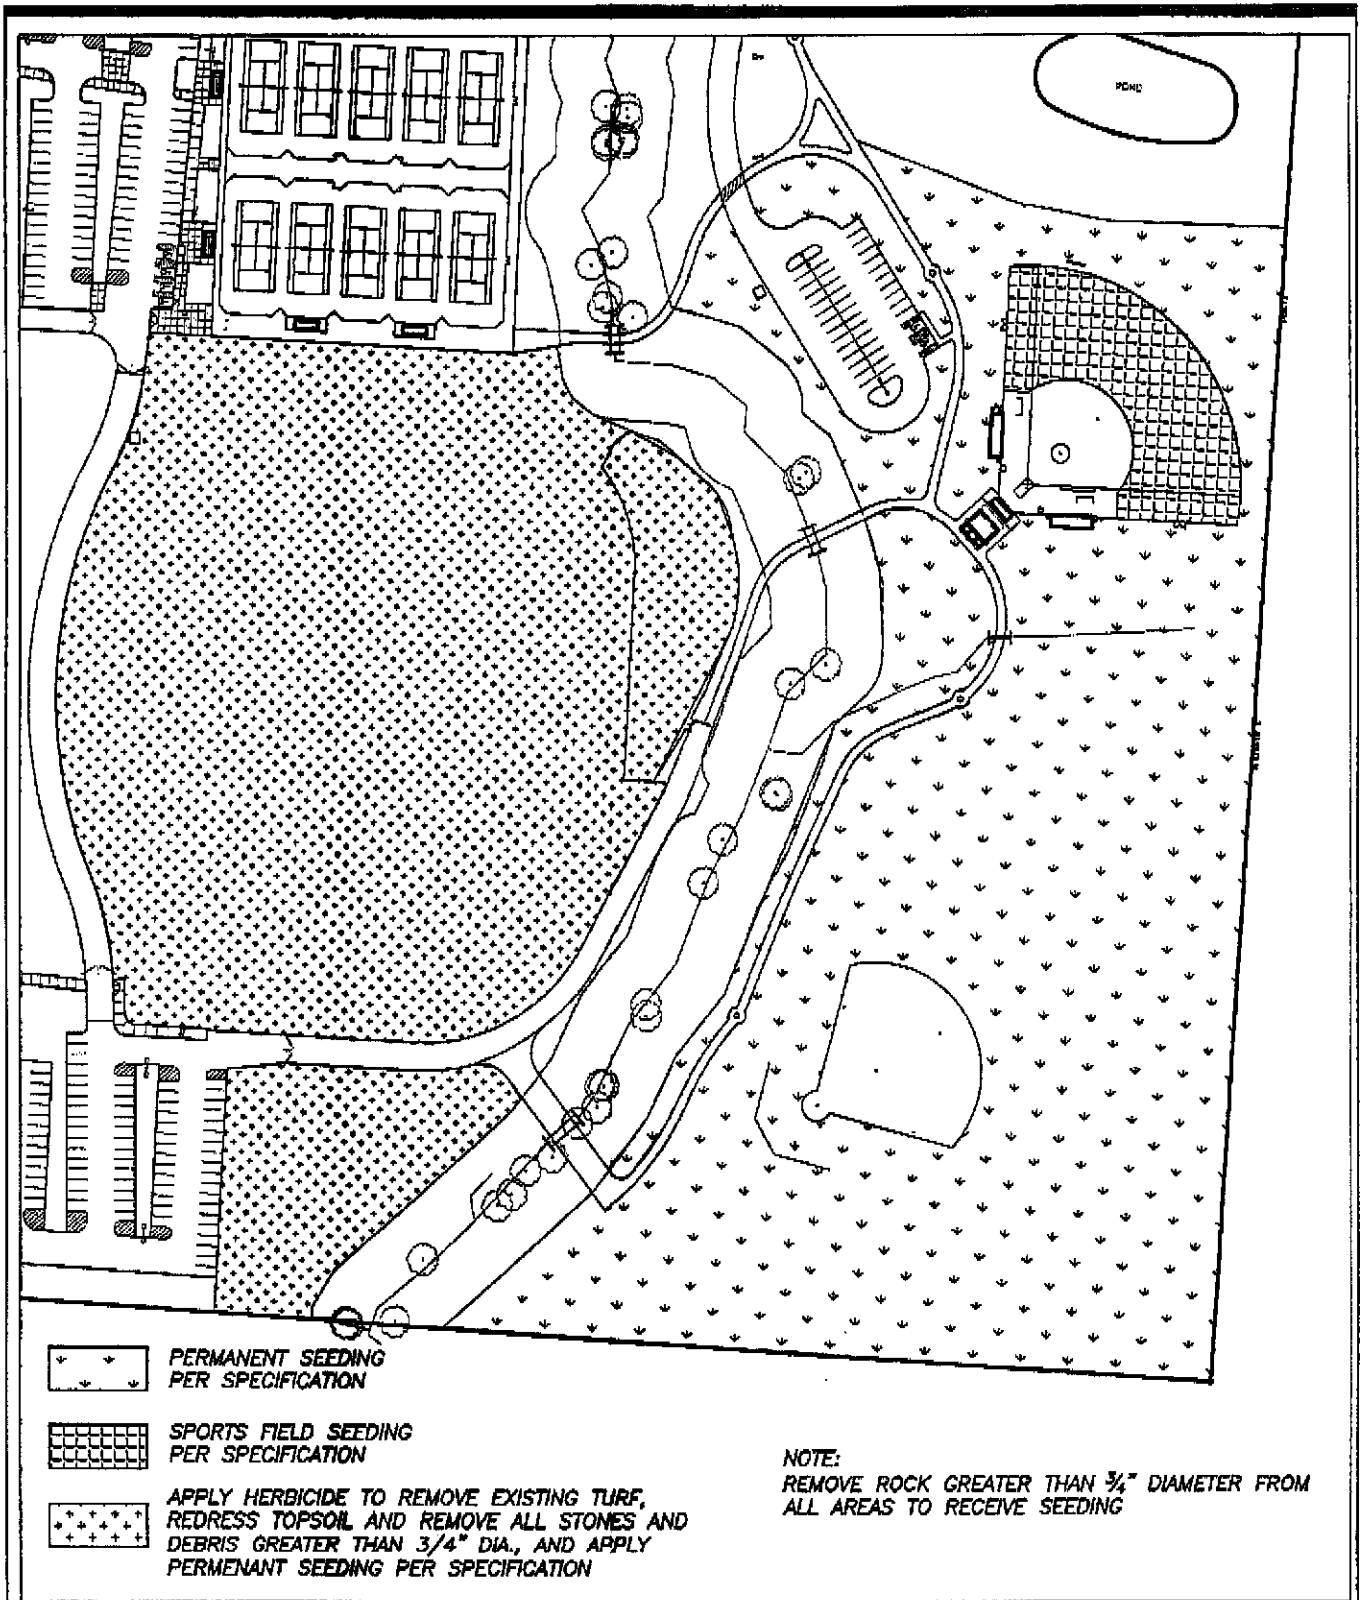 POND
PERMANENT SEEDING
PER SPECIFICATION
SPORTS FIELD SEEDING
PER SPECIFICATION
APPLY HERBICIDE TO REMOVE EXISTING TURF,
REDRESS TOPSOIL AND REMOVE ALL STONES AND
DEBRIS GREATER THAN 3/4" DIA., AND APPLY
PERMENANT SEEDING PER SPECIFICATION
NOTE:
REMOVE ROCK GREATER THAN ¾" DIAMETER FROM
ALL AREAS TO RECEIVE SEEDING